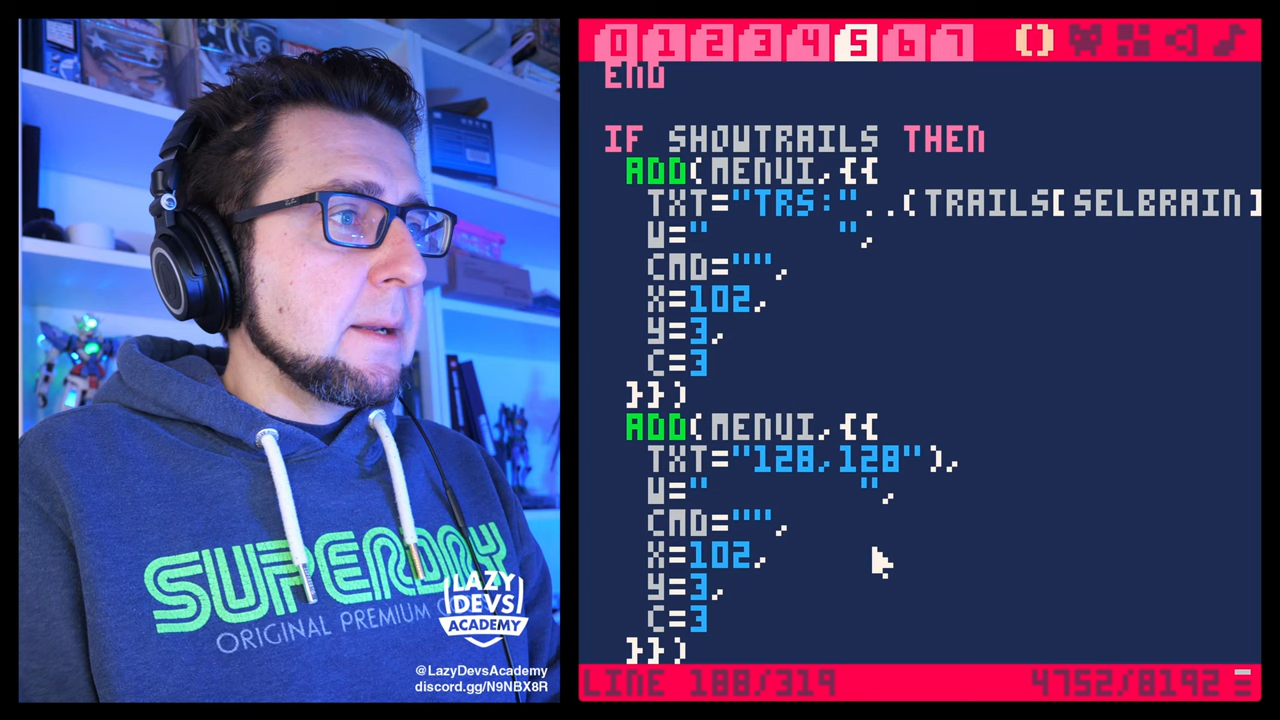 SUPERDRY
ORIGINAL PREMIUM
LAZY
DEVS
ACADEMY
@LazyDevsAcademy
discord.gg/N9NBX8R
0 1 2 3 4 5 6 7 ()
END
IF SHOWTRAILS THEN
ADD(MENUI,{{
TXT="TRS:"..(TRAILS[SELBRAIN]
W="      ",
CMD="",
X=102,
Y=3,
C=3
}})
ADD(MENUI,{{
TXT="128,128"),
W="       ",
CMD="",
X=102,
Y=3,
C=3
}})
LINE 188/319
4752/8192